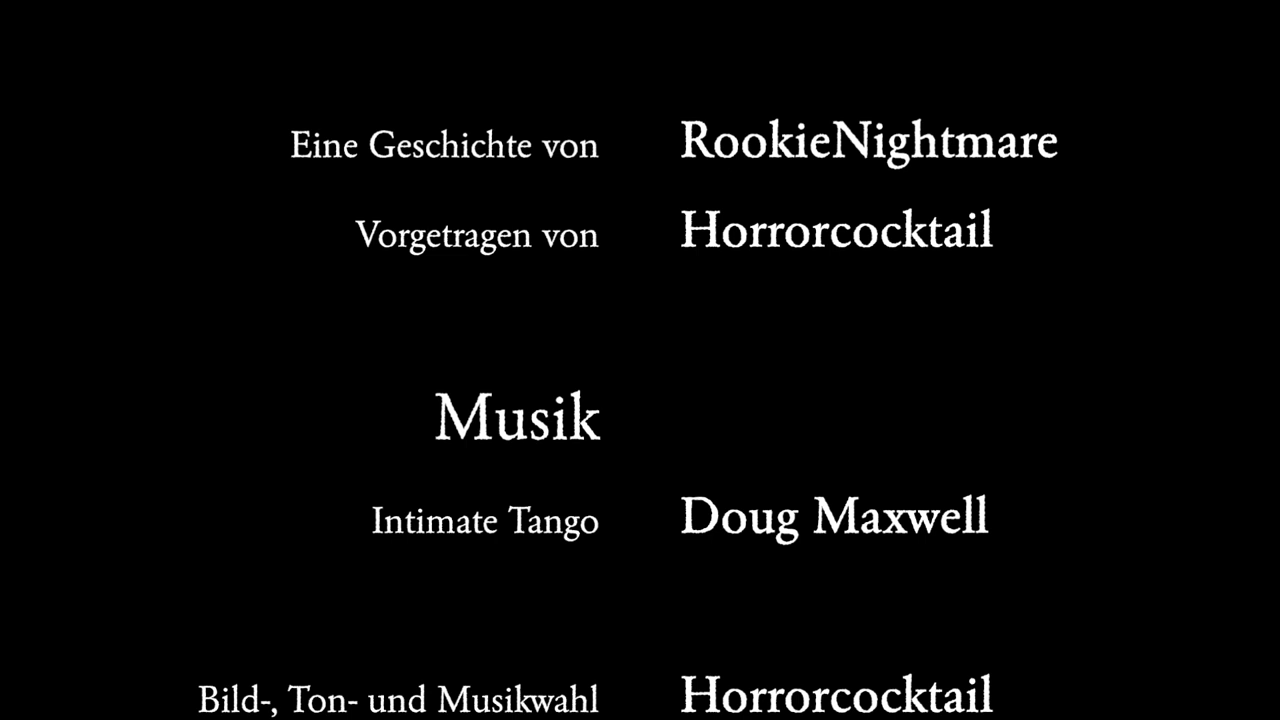 Eine Geschichte von RookieNightmare
Vorgetragen von Horrorcocktail
Musik
Intimate Tango Doug Maxwell
Bild-, Ton- und Musikwahl Horrorcocktail